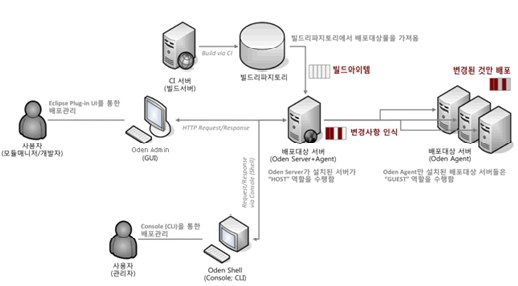 Build via CI
빌드리파지토리에서 배포대상물을 가져옴
CI 서버
(빌드서버)
빌드리파지토리
빌드아이템
변경된 것만 배포
Eclipse Plug-in UI를 통한
배포관리
HTTP Request/Response
변경사항 인식
사용자
(모듈매니저/개발자)
Oden Admin
(GUI)
배포대상 서버
(Oden Server+Agent)
배포대상 서버
(Oden Agent)
Oden Server가 설치된 서버가
"HOST" 역할을 수행함
Oden Agent만 설치된 배포대상 서버들은
"GUEST" 역할을 수행함
Request/Response
via Console (Shell)
Console (CLI)을 통한
배포관리
사용자
(관리자)
Oden Shell
(Console; CLI)